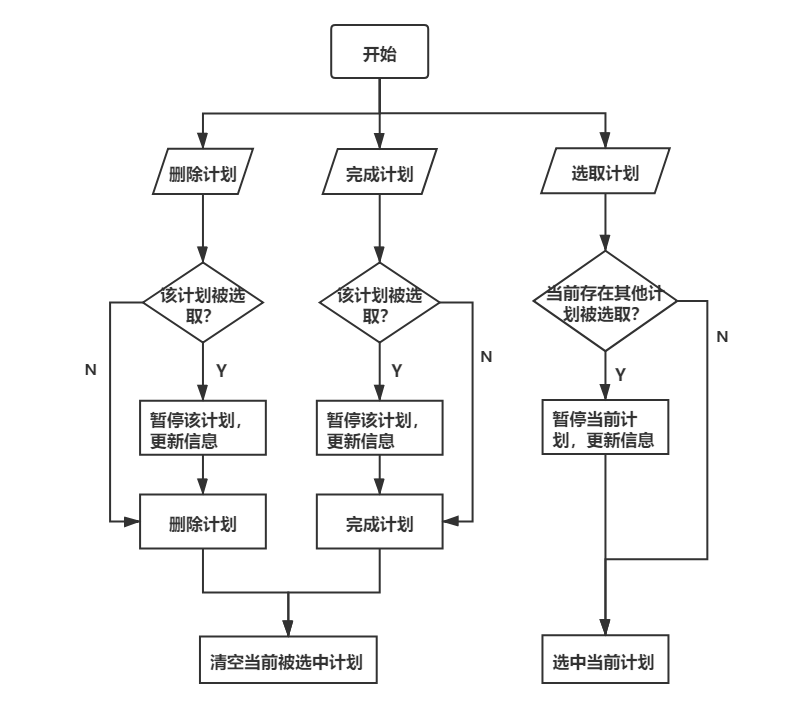 开始
删除计划
完成计划
选取计划
该计划被选
取?
该计划被选
取?
当前存在其他计
划被选取?
N
Y
Y
N
Y
N
暂停该计划，
更新信息
暂停该计划，
更新信息
暂停当前计
划，更新信息
删除计划
完成计划
清空当前被选中计划
选中当前计划